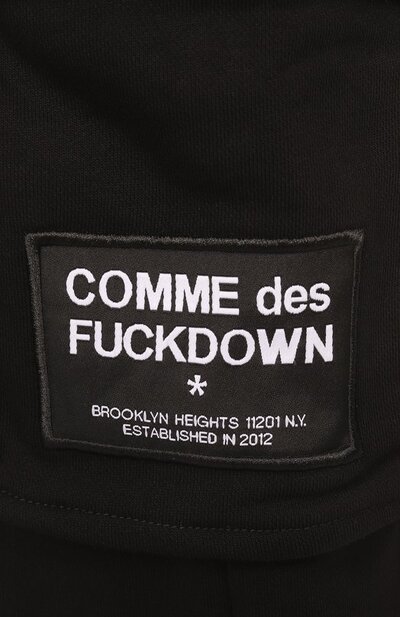 COMME des
FUCKDOWN
*
BROOKLYN HEIGHTS 11201 N.Y.
ESTABLISHED IN 2012